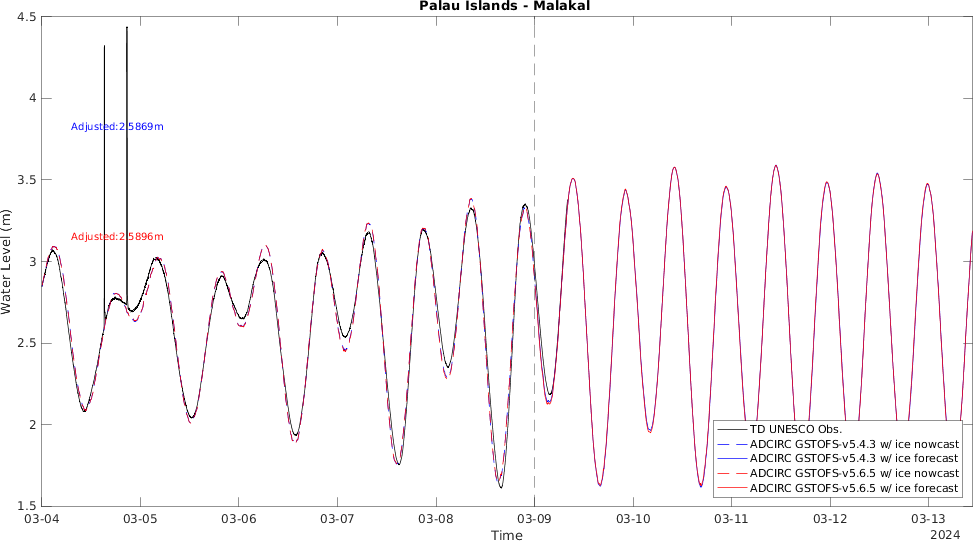 Palau Islands - Malakal
4.5
4
3.5
3
2.5
2
1.5
Water Level (m)
Adjusted:2.5869m
Adjusted:2.5896m
TD UNESCO Obs.
ADCIRC GSTOFS-v5.4.3 w/ ice nowcast
ADCIRC GSTOFS-v5.4.3 w/ ice forecast
ADCIRC GSTOFS-v5.6.5 w/ ice nowcast
ADCIRC GSTOFS-v5.6.5 w/ ice forecast
03-04 03-05 03-06 03-07 03-08 03-09 03-10 03-11 03-12 03-13
Time
2024